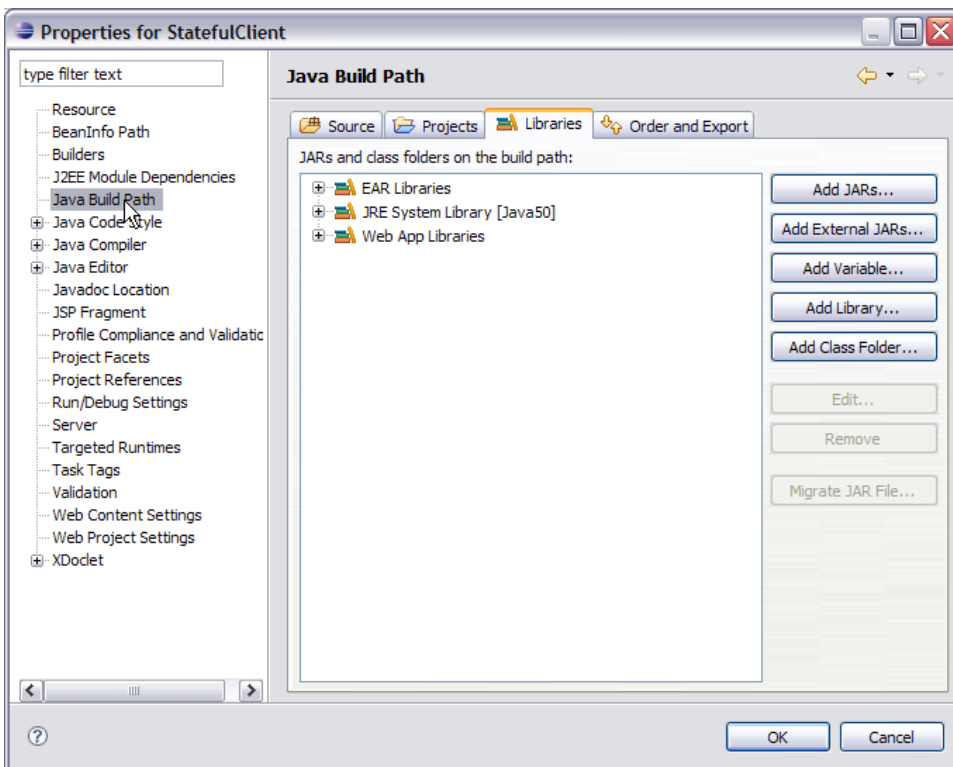 Properties for StatefulClient
type filter text
Resource
BeanInfo Path
Builders
J2EE Module Dependencies
Java Build Path
Java Code Style
Java Compiler
Java Editor
Javadoc Location
JSP Fragment
Profile Compliance and Validatic
Project Facets
Project References
Run/Debug Settings
Server
Targeted Runtimes
Task Tags
Validation
Web Content Settings
Web Project Settings
XDoclet
Java Build Path
Source Projects Libraries Order and Export
JARs and class folders on the build path:
EAR Libraries
JRE System Library [Java50]
Web App Libraries
Add JARs...
Add External JARs...
Add Variable...
Add Library...
Add Class Folder...
Edit...
Remove
Migrate JAR File...
?
OK Cancel